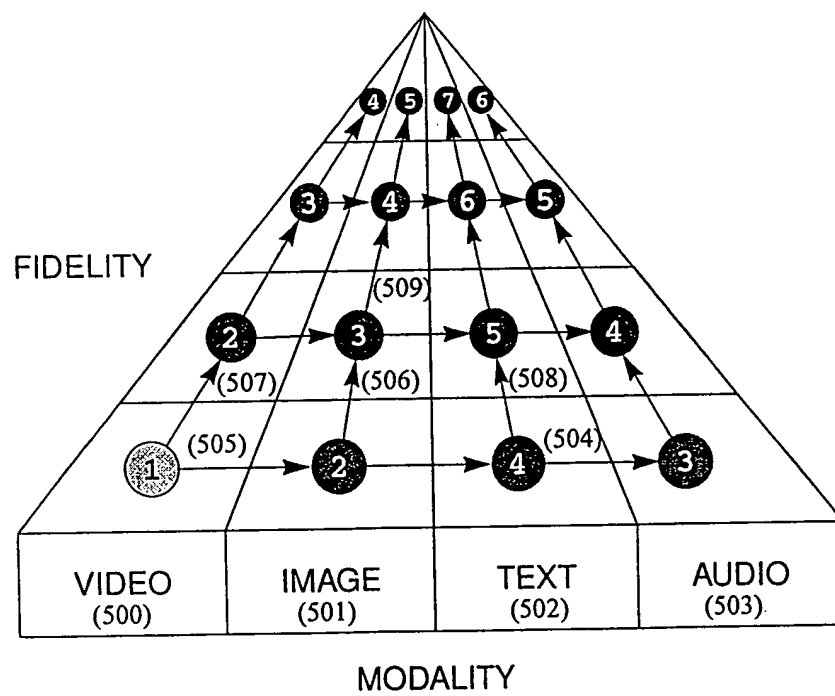 4 5 7 6
3 4 6 5
FIDELITY
(509)
2 3 5 4
(507) (506) (508)
(505) (504)
1 2 4 3
VIDEO IMAGE TEXT AUDIO
(500) (501) (502) (503)
MODALITY